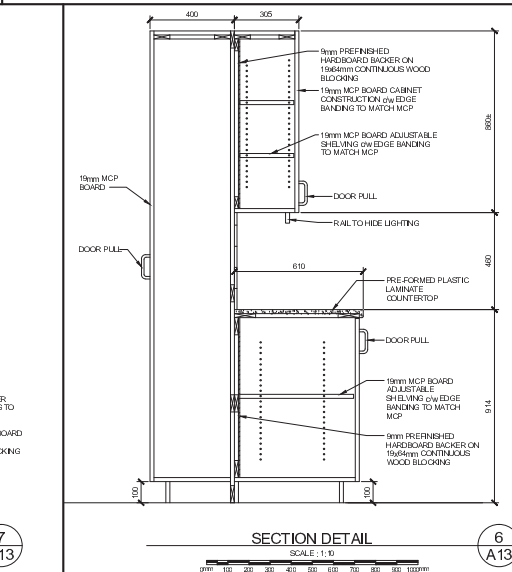 400
305
9mm PREFINISHED
HARDBOARD BACKER ON
19x64mm CONTINUOUS WOOD
BLOCKING
19mm MCP BOARD CABINET
CONSTRUCTION c/w EDGE
BANDING TO MATCH MCP
860±
19mm MCP BOARD ADJUSTABLE
SHELVING c/w EDGE BANDING
TO MATCH MCP
19mm MCP
BOARD
DOOR PULL
RAIL TO HIDE LIGHTING
DOOR PULL
610
460
PRE-FORMED PLASTIC
LAMINATE
COUNTERTOP
DOOR PULL
19mm MCP BOARD
ADJUSTABLE
SHELVING c/w EDGE
BANDING TO MATCH
MCP
914
9mm PREFINISHED
HARDBOARD BACKER ON
19x64mm CONTINUOUS
WOOD BLOCKING
ER
G TO
OARD
CKING
100
100
7
13
SECTION DETAIL
SCALE : 1:10
0mm 100 200 300 400 500 600 700 800 900 1000mm
6
A13